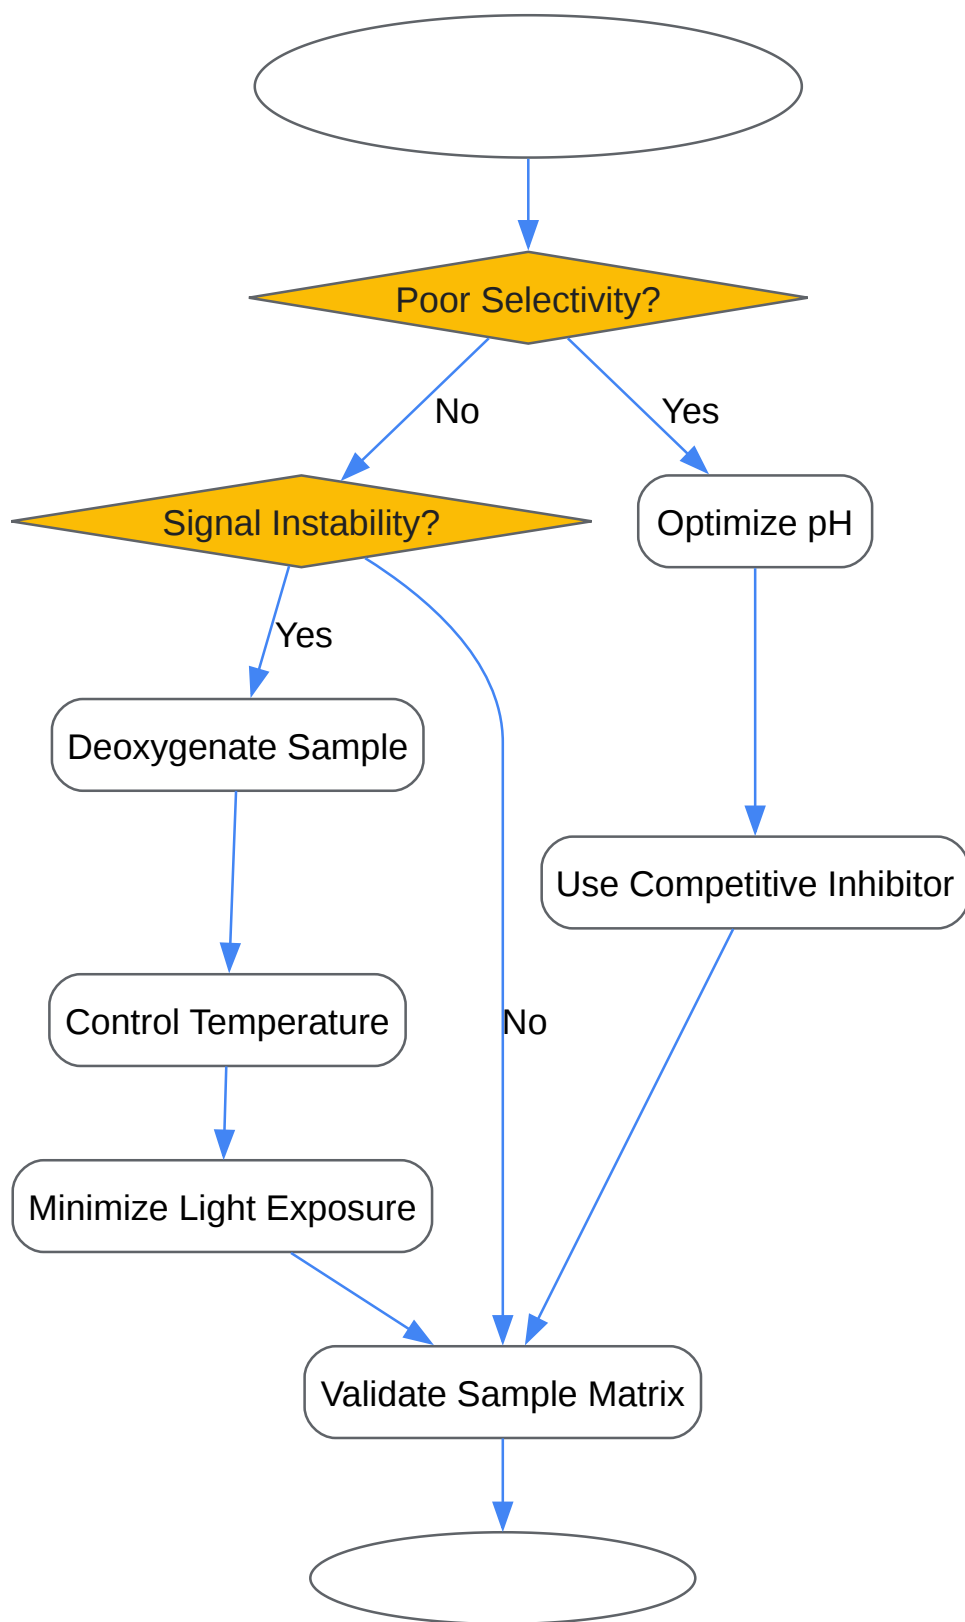 Poor Selectivity?
No
Yes
Signal Instability?
Optimize pH
Yes
Deoxygenate Sample
Use Competitive Inhibitor
Control Temperature
No
Minimize Light Exposure
Validate Sample Matrix